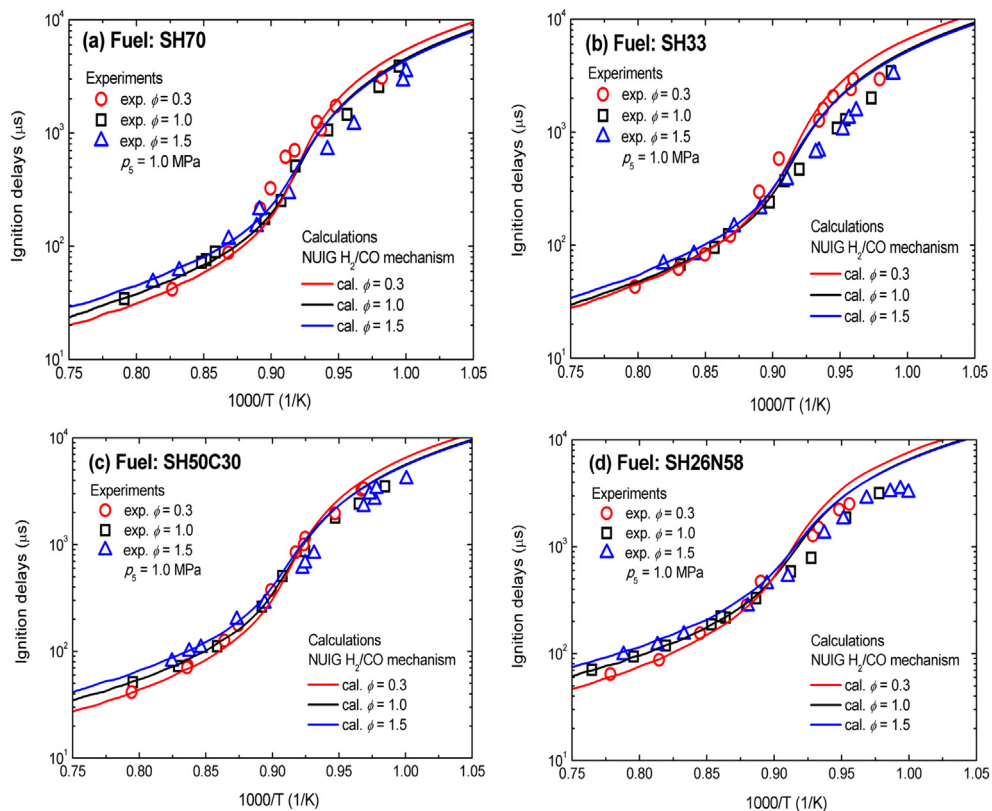 (a) Fuel: SH70
Experiments
exp. ϕ = 0.3
exp. ϕ = 1.0
exp. ϕ = 1.5
p5 = 1.0 MPa
Calculations
NUIG H2/CO mechanism
cal. ϕ = 0.3
cal. ϕ = 1.0
cal. ϕ = 1.5
Ignition delays (μs)
10^4
10^3
10^2
10^1
0.75 0.80 0.85 0.90 0.95 1.00 1.05
1000/T (1/K)
(b) Fuel: SH33
Experiments
exp. ϕ = 0.3
exp. ϕ = 1.0
exp. ϕ = 1.5
p5 = 1.0 MPa
Calculations
NUIG H2/CO mechanism
cal. ϕ = 0.3
cal. ϕ = 1.0
cal. ϕ = 1.5
Ignition delays (μs)
10^4
10^3
10^2
10^1
0.75 0.80 0.85 0.90 0.95 1.00 1.05
1000/T (1/K)
(c) Fuel: SH50C30
Experiments
exp. ϕ = 0.3
exp. ϕ = 1.0
exp. ϕ = 1.5
p5 = 1.0 MPa
Calculations
NUIG H2/CO mechanism
cal. ϕ = 0.3
cal. ϕ = 1.0
cal. ϕ = 1.5
Ignition delays (μs)
10^4
10^3
10^2
10^1
0.75 0.80 0.85 0.90 0.95 1.00 1.05
1000/T (1/K)
(d) Fuel: SH26N58
Experiments
exp. ϕ = 0.3
exp. ϕ = 1.0
exp. ϕ = 1.5
p5 = 1.0 MPa
Calculations
NUIG H2/CO mechanism
cal. ϕ = 0.3
cal. ϕ = 1.0
cal. ϕ = 1.5
Ignition delays (μs)
10^4
10^3
10^2
10^1
0.75 0.80 0.85 0.90 0.95 1.00 1.05
1000/T (1/K)